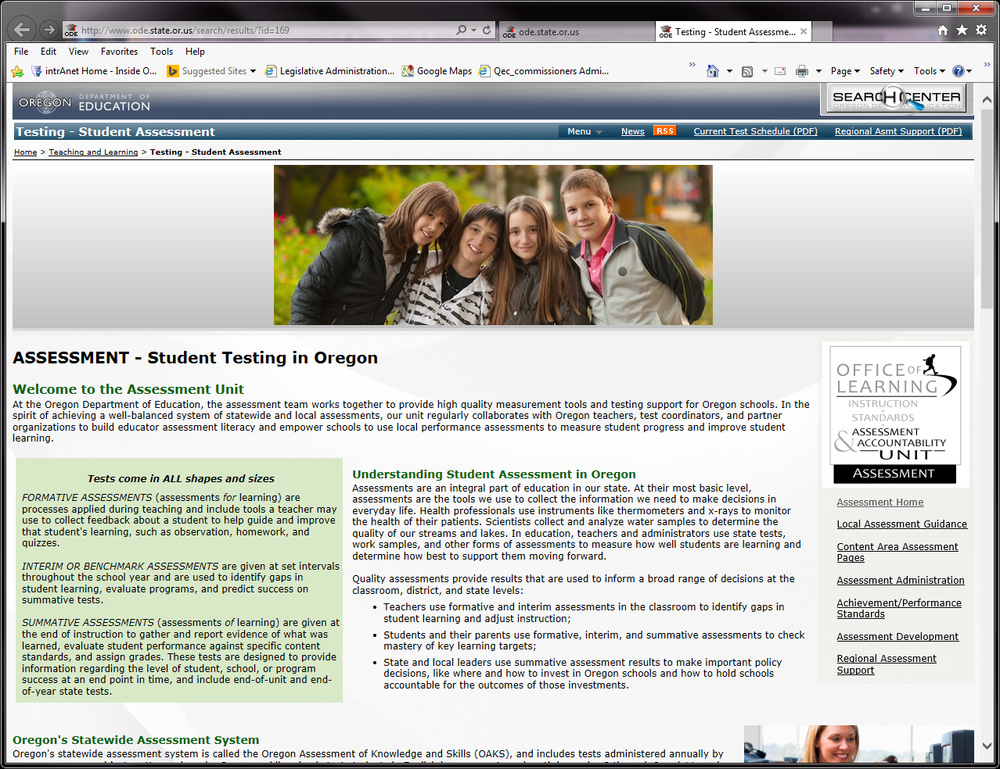 http://www.ode.state.or.us/search/results/?id=169
ode.state.or.us
Testing - Student Assessme...
File Edit View Favorites Tools Help
intrAnet Home - Inside O... Suggested Sites Legislative Administration... Google Maps Qec_commissioners Admi... Page Safety Tools
OREGON DEPARTMENT OF EDUCATION
SEARCH CENTER
Testing - Student Assessment
Menu News RSS Current Test Schedule (PDF) Regional Asmt Support (PDF)
Home > Teaching and Learning > Testing - Student Assessment
ASSESSMENT - Student Testing in Oregon
Welcome to the Assessment Unit
At the Oregon Department of Education, the assessment team works together to provide high quality measurement tools and testing support for Oregon schools. In the
spirit of achieving a well-balanced system of statewide and local assessments, our unit regularly collaborates with Oregon teachers, test coordinators, and partner
organizations to build educator assessment literacy and empower schools to use local performance assessments to measure student progress and improve student
learning.
Tests come in ALL shapes and sizes
FORMATIVE ASSESSMENTS (assessments for learning) are
processes applied during teaching and include tools a teacher may
use to collect feedback about a student to help guide and improve
that student's learning, such as observation, homework, and
quizzes.
INTERIM OR BENCHMARK ASSESSMENTS are given at set intervals
throughout the school year and are used to identify gaps in
student learning, evaluate programs, and predict success on
summative tests.
SUMMATIVE ASSESSMENTS (assessments of learning) are given at
the end of instruction to gather and report evidence of what was
learned, evaluate student performance against specific content
standards, and assign grades. These tests are designed to provide
information regarding the level of student, school, or program
success at an end point in time, and include end-of-unit and end-
of-year state tests.
Understanding Student Assessment in Oregon
Assessments are an integral part of education in our state. At their most basic level,
assessments are the tools we use to collect the information we need to make decisions in
everyday life. Health professionals use instruments like thermometers and x-rays to monitor
the health of their patients. Scientists collect and analyze water samples to determine the
quality of our streams and lakes. In education, teachers and administrators use state tests,
work samples, and other forms of assessments to measure how well students are learning and
determine how best to support them moving forward.
Quality assessments provide results that are used to inform a broad range of decisions at the
classroom, district, and state levels:
• Teachers use formative and interim assessments in the classroom to identify gaps in
student learning and adjust instruction;
• Students and their parents use formative, interim, and summative assessments to check
mastery of key learning targets;
• State and local leaders use summative assessment results to make important policy
decisions, like where and how to invest in Oregon schools and how to hold schools
accountable for the outcomes of those investments.
OFFICE OF
LEARNING
INSTRUCTION
STANDARDS
& ASSESSMENT
ACCOUNTABILITY
UNIT
ASSESSMENT
Assessment Home
Local Assessment Guidance
Content Area Assessment
Pages
Assessment Administration
Achievement/Performance
Standards
Assessment Development
Regional Assessment
Support
Oregon's Statewide Assessment System
Oregon's statewide assessment system is called the Oregon Assessment of Knowledge and Skills (OAKS), and includes tests administered annually by